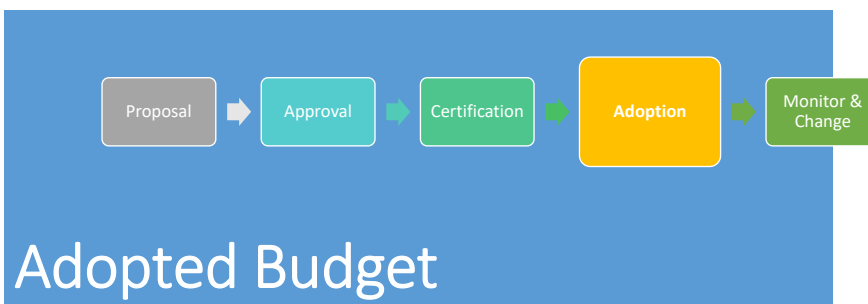 Proposal
Approval
Certification
Adoption
Monitor &
Change
Adopted Budget